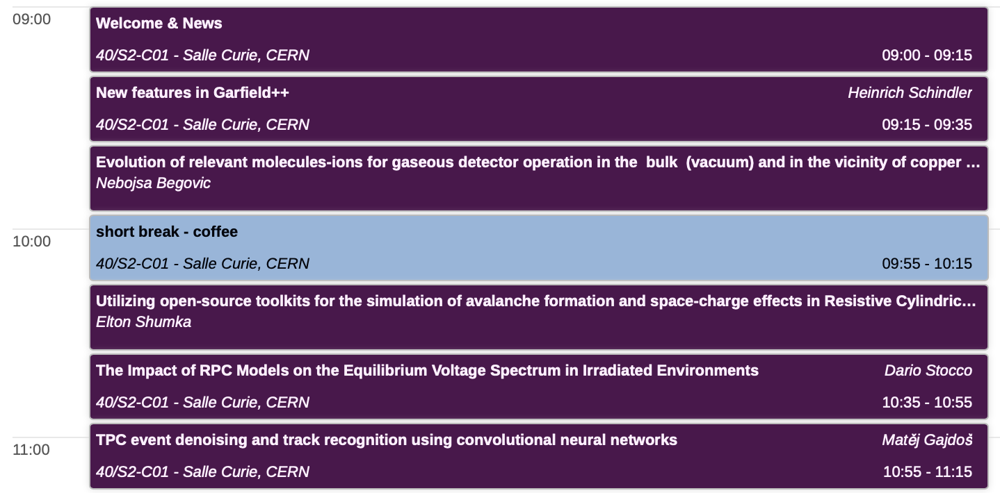 09:00
Welcome & News
40/S2-C01 - Salle Curie, CERN 09:00 - 09:15
New features in Garfield++ Heinrich Schindler
40/S2-C01 - Salle Curie, CERN 09:15 - 09:35
Evolution of relevant molecules-ions for gaseous detector operation in the  bulk  (vacuum) and in the vicinity of copper ...
Nebojsa Begovic
10:00
short break - coffee
40/S2-C01 - Salle Curie, CERN 09:55 - 10:15
Utilizing open-source toolkits for the simulation of avalanche formation and space-charge effects in Resistive Cylindric...
Elton Shumka
The Impact of RPC Models on the Equilibrium Voltage Spectrum in Irradiated Environments Dario Stocco
40/S2-C01 - Salle Curie, CERN 10:35 - 10:55
11:00
TPC event denoising and track recognition using convolutional neural networks Matěj Gajdoš
40/S2-C01 - Salle Curie, CERN 10:55 - 11:15